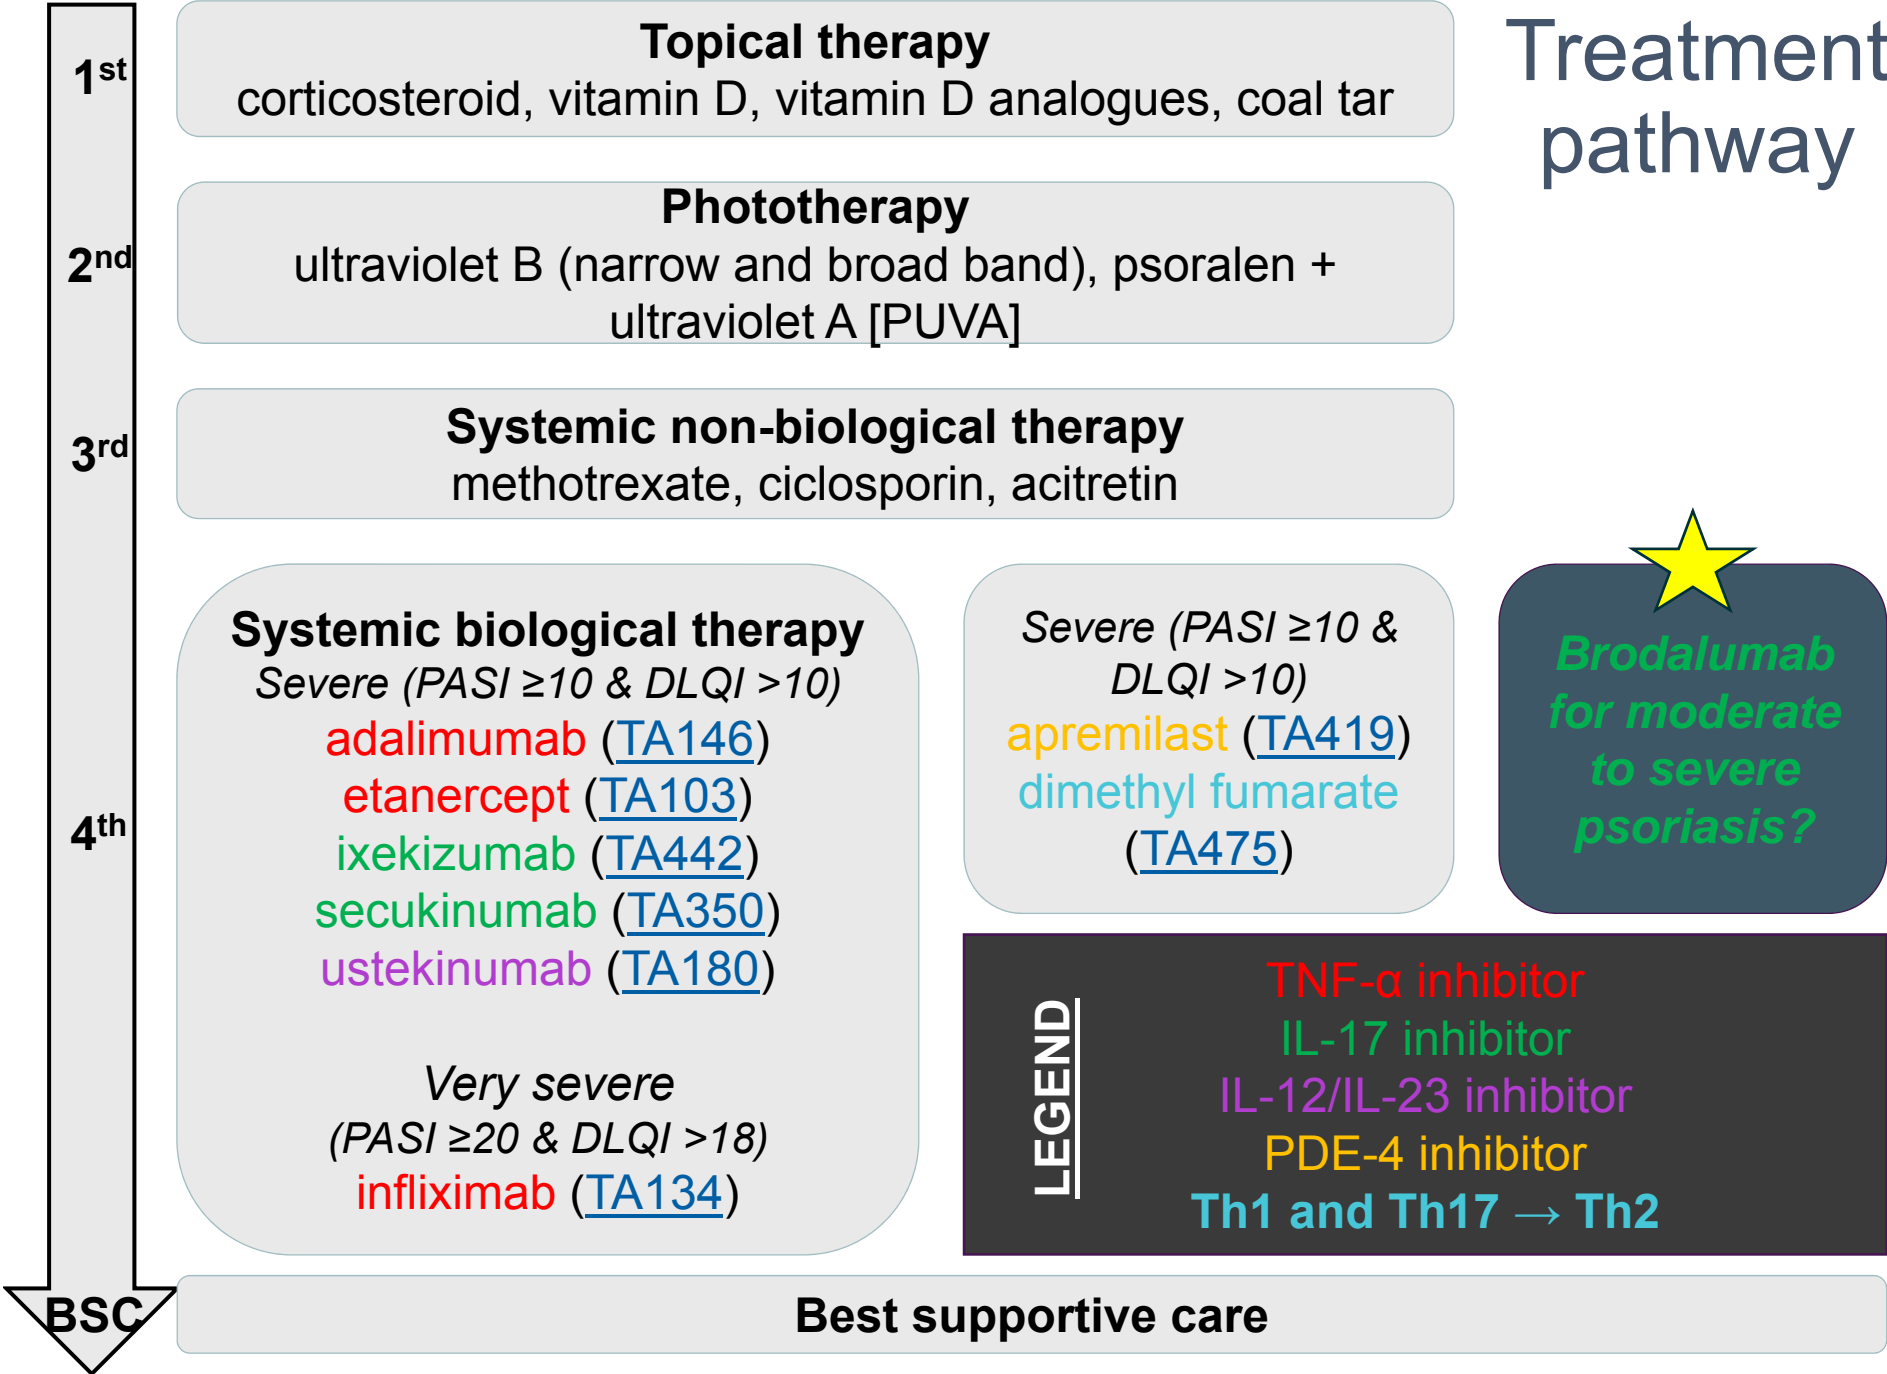 Treatment
pathway
1st
Topical therapy
corticosteroid, vitamin D, vitamin D analogues, coal tar
2nd
Phototherapy
ultraviolet B (narrow and broad band), psoralen +
ultraviolet A [PUVA]
3rd
Systemic non-biological therapy
methotrexate, ciclosporin, acitretin
4th
Systemic biological therapy
Severe (PASI ≥10 & DLQI >10)
adalimumab (TA146)
etanercept (TA103)
ixekizumab (TA442)
secukinumab (TA350)
ustekinumab (TA180)
Very severe
(PASI ≥20 & DLQI >18)
infliximab (TA134)
Severe (PASI ≥10 &
DLQI >10)
apremilast (TA419)
dimethyl fumarate
(TA475)
Brodalumab
for moderate
to severe
psoriasis?
LEGEND
TNF-α inhibitor
IL-17 inhibitor
IL-12/IL-23 inhibitor
PDE-4 inhibitor
Th1 and Th17 → Th2
BSC
Best supportive care